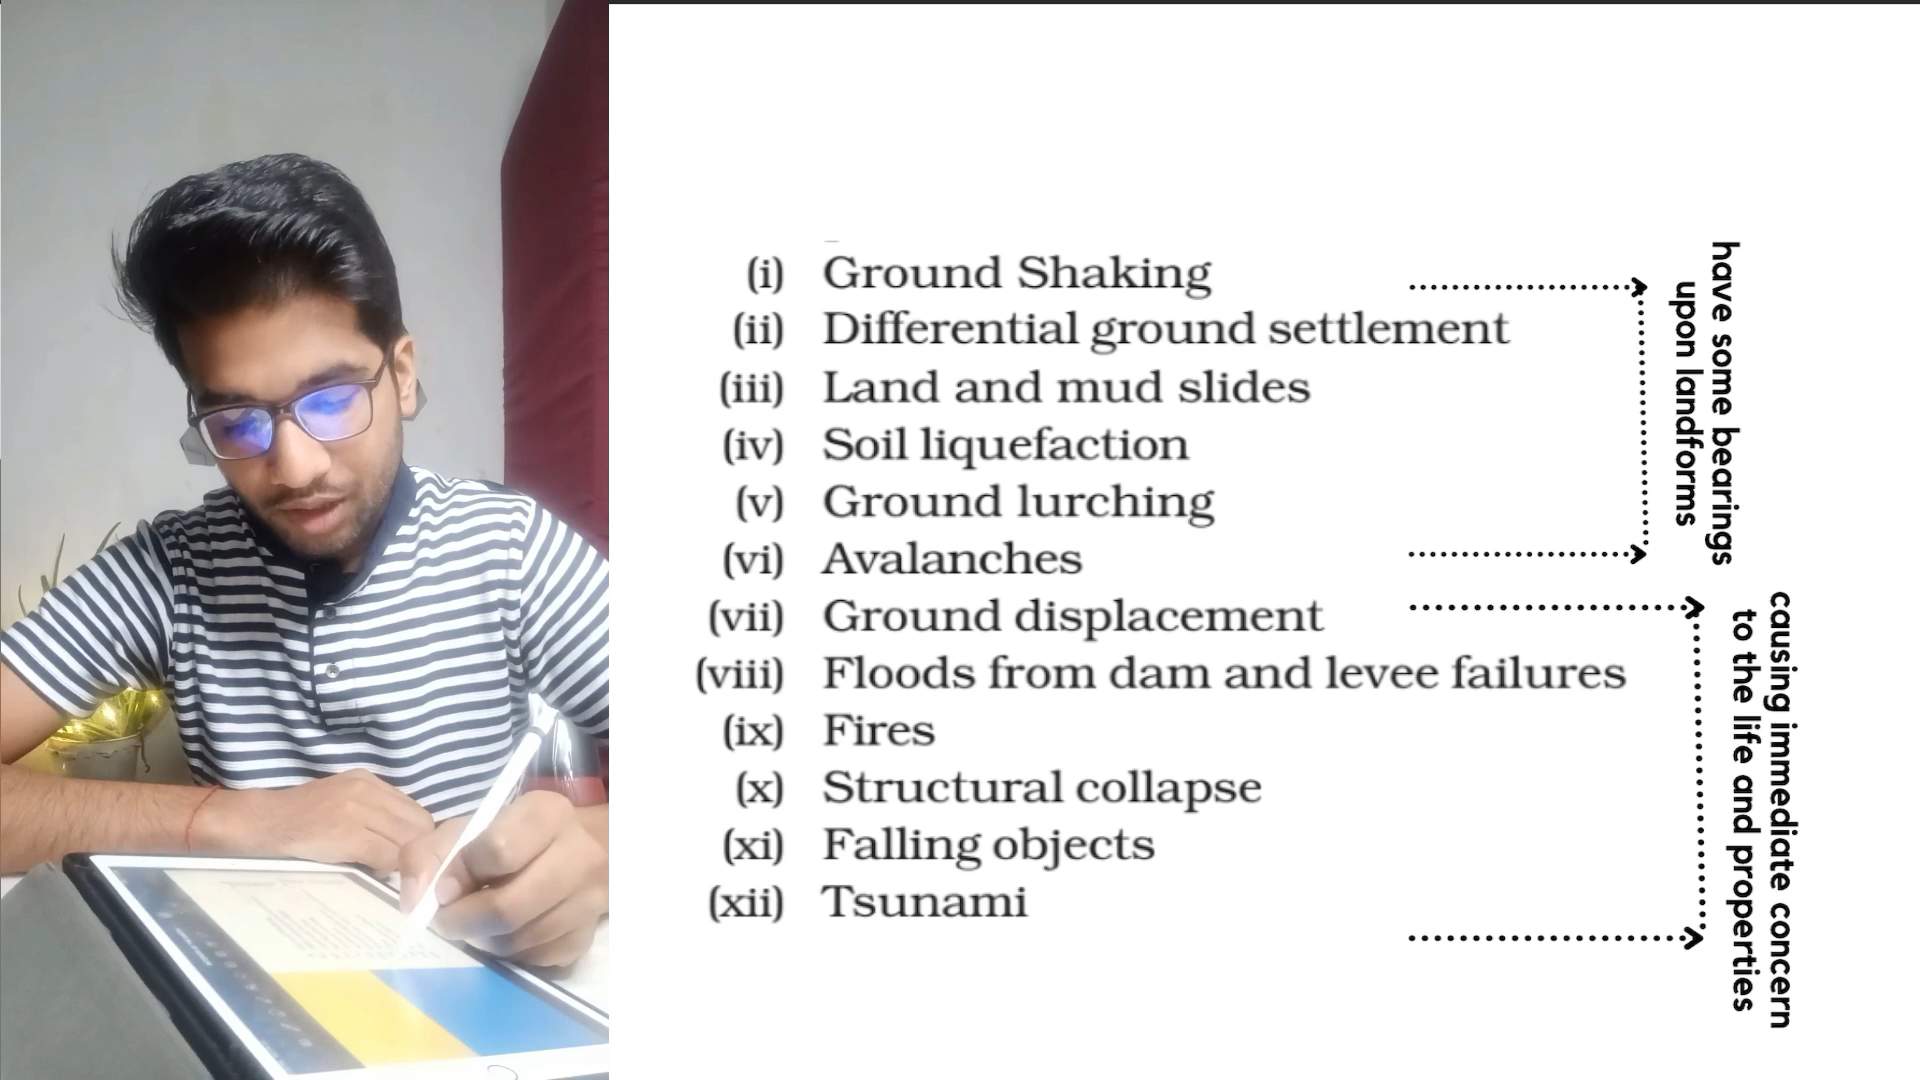 (i) Ground Shaking
(ii) Differential ground settlement
(iii) Land and mud slides
(iv) Soil liquefaction
(v) Ground lurching
(vi) Avalanches
(vii) Ground displacement
(viii) Floods from dam and levee failures
(ix) Fires
(x) Structural collapse
(xi) Falling objects
(xii) Tsunami
have some bearings
upon landforms
causing immediate concern
to the life and properties